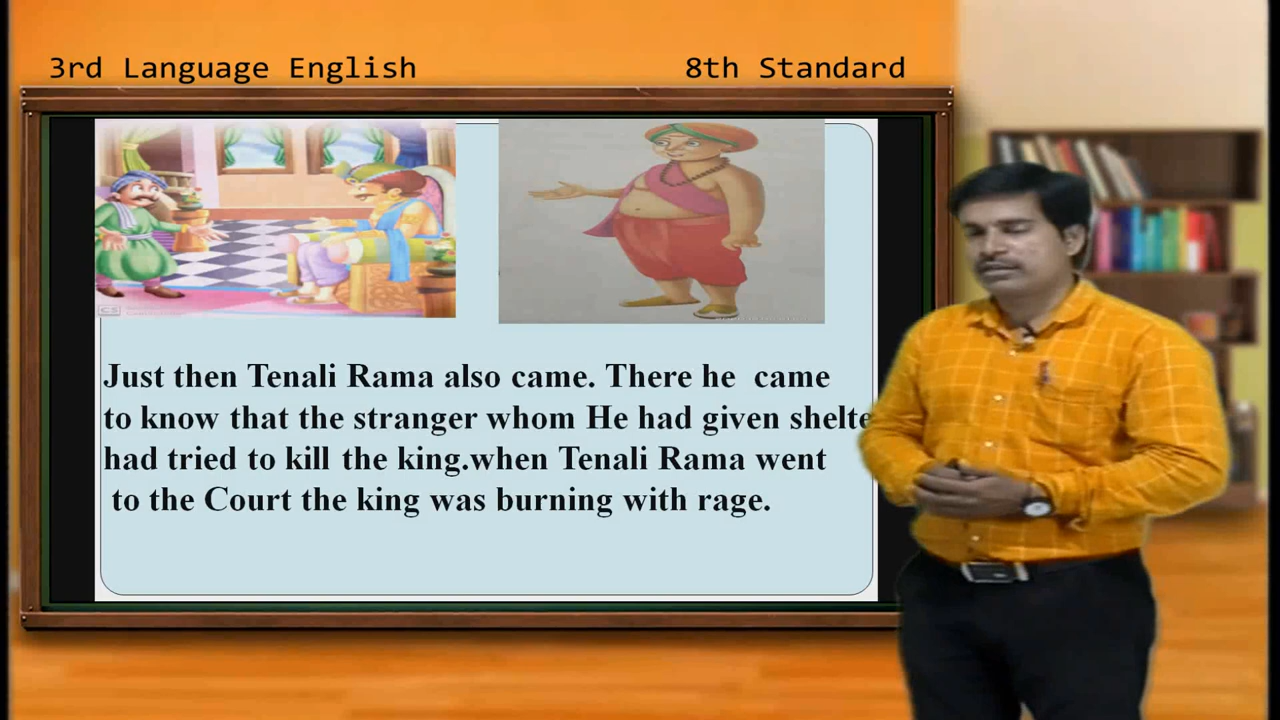 3rd Language English 8th Standard
CS
Just then Tenali Rama also came. There he came
to know that the stranger whom He had given shelte
had tried to kill the king.when Tenali Rama went
to the Court the king was burning with rage.